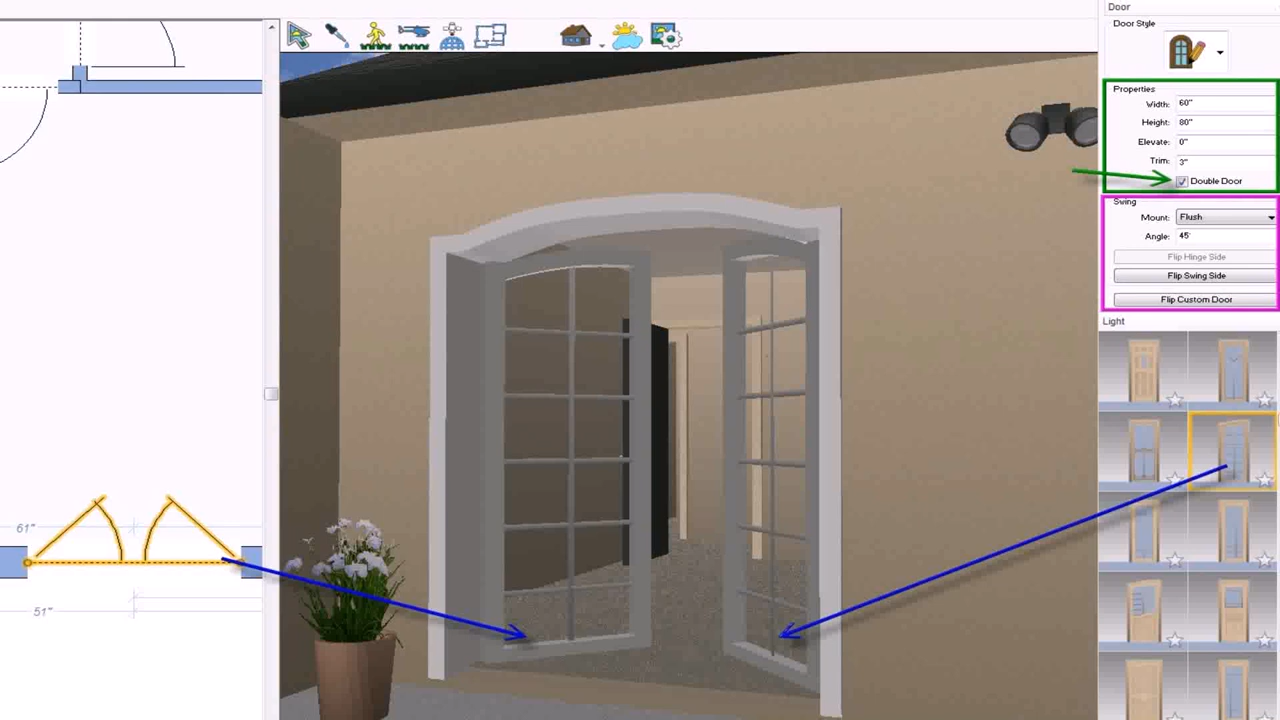 Door
Door Style
Properties
Width: 60"
Height: 80"
Elevate: 0"
Trim: 3"
Double Door
Swing
Mount: Flush
Angle: 45
Flip Hinge Side
Flip Swing Side
Flip Custom Door
Light
61"
51"